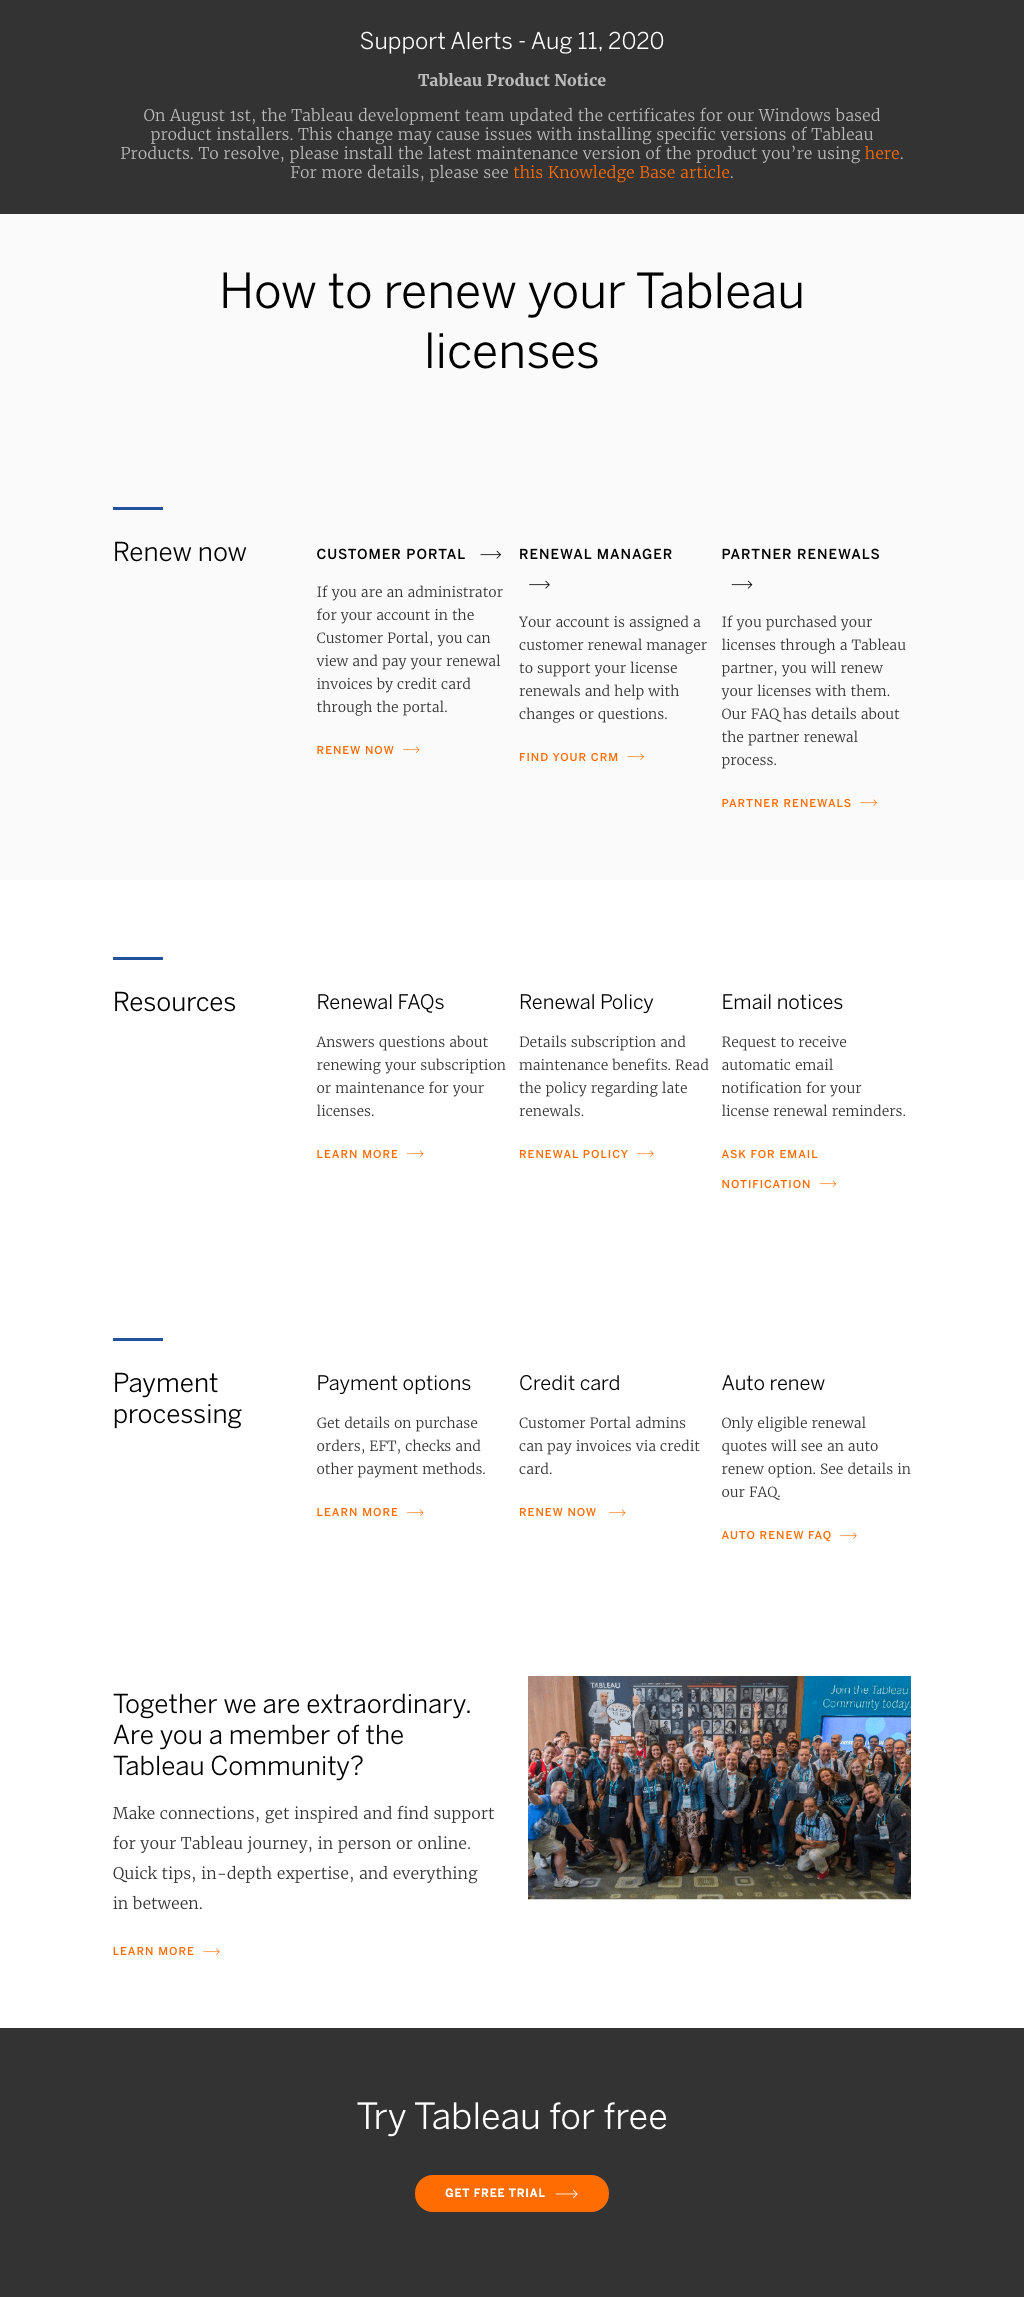 Support Alerts - Aug 11, 2020
Tableau Product Notice
On August 1st, the Tableau development team updated the certificates for our Windows based
product installers. This change may cause issues with installing specific versions of Tableau
Products. To resolve, please install the latest maintenance version of the product you’re using here.
For more details, please see this Knowledge Base article.
How to renew your Tableau
licenses
Renew now
CUSTOMER PORTAL
If you are an administrator
for your account in the
Customer Portal, you can
view and pay your renewal
invoices by credit card
through the portal.
RENEW NOW
RENEWAL MANAGER
Your account is assigned a
customer renewal manager
to support your license
renewals and help with
changes or questions.
FIND YOUR CRM
PARTNER RENEWALS
If you purchased your
licenses through a Tableau
partner, you will renew
your licenses with them.
Our FAQ has details about
the partner renewal
process.
PARTNER RENEWALS
Resources
Renewal FAQs
Answers questions about
renewing your subscription
or maintenance for your
licenses.
LEARN MORE
Renewal Policy
Details subscription and
maintenance benefits. Read
the policy regarding late
renewals.
RENEWAL POLICY
Email notices
Request to receive
automatic email
notification for your
license renewal reminders.
ASK FOR EMAIL
NOTIFICATION
Payment
processing
Payment options
Get details on purchase
orders, EFT, checks and
other payment methods.
LEARN MORE
Credit card
Customer Portal admins
can pay invoices via credit
card.
RENEW NOW
Auto renew
Only eligible renewal
quotes will see an auto
renew option. See details in
our FAQ.
AUTO RENEW FAQ
Together we are extraordinary.
Are you a member of the
Tableau Community?
Make connections, get inspired and find support
for your Tableau journey, in person or online.
Quick tips, in-depth expertise, and everything
in between.
LEARN MORE
TABLEAU
Join the Tableau
Community today
Try Tableau for free
GET FREE TRIAL